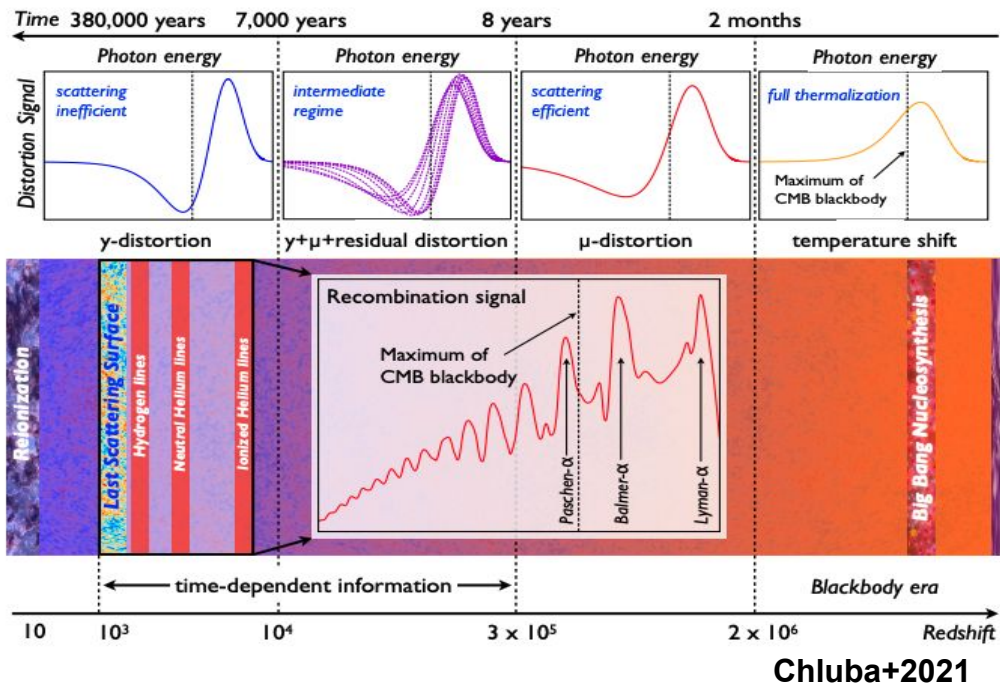 Time 380,000 years 7,000 years 8 years 2 months
Photon energy Photon energy Photon energy Photon energy
Distortion Signal
scattering
inefficient
intermediate
regime
scattering
efficient
full thermalization
Maximum of
CMB blackbody
y-distortion y+μ+residual distortion μ-distortion temperature shift
Reionization
Last Scattering Surface
Hydrogen lines
Neutral Helium lines
Ionized Helium lines
Recombination signal
Maximum of
CMB blackbody
Paschen-α
Balmer-α
Lyman-α
Big Bang Nucleosynthesis
time-dependent information Blackbody era
10 10³ 10⁴ 3 x 10⁵ 2 x 10⁶ Redshift
Chluba+2021